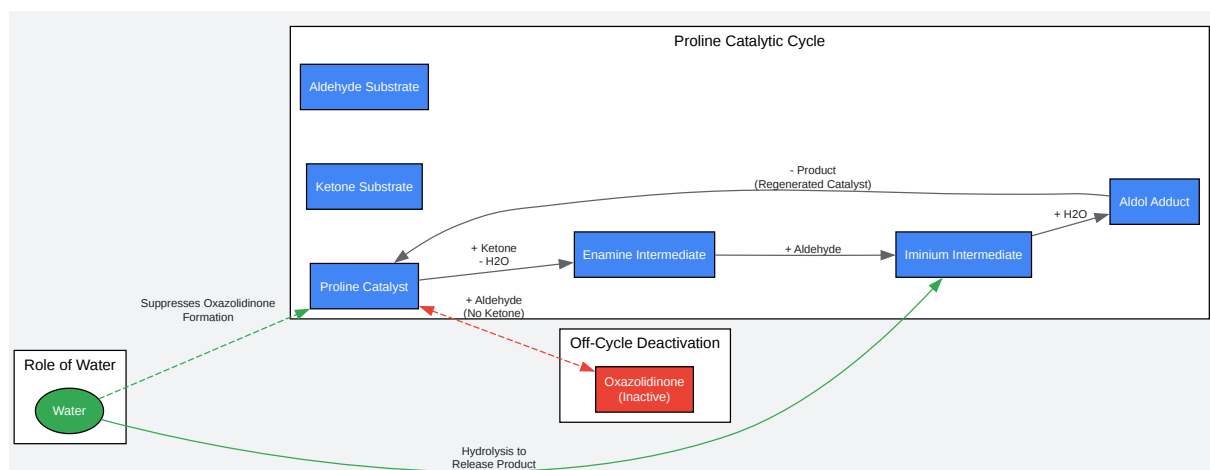 Proline Catalytic Cycle
Aldehyde Substrate
Ketone Substrate
- Product
(Regenerated Catalyst)
Aldol Adduct
+ H2O
+ Ketone
- H2O
Enamine Intermediate
+ Aldehyde
Iminium Intermediate
Proline Catalyst
Suppresses Oxazolidinone
Formation
+ Aldehyde
(No Ketone)
Off-Cycle Deactivation
Oxazolidinone
(Inactive)
Role of Water
Water
Hydrolysis to
Release Product